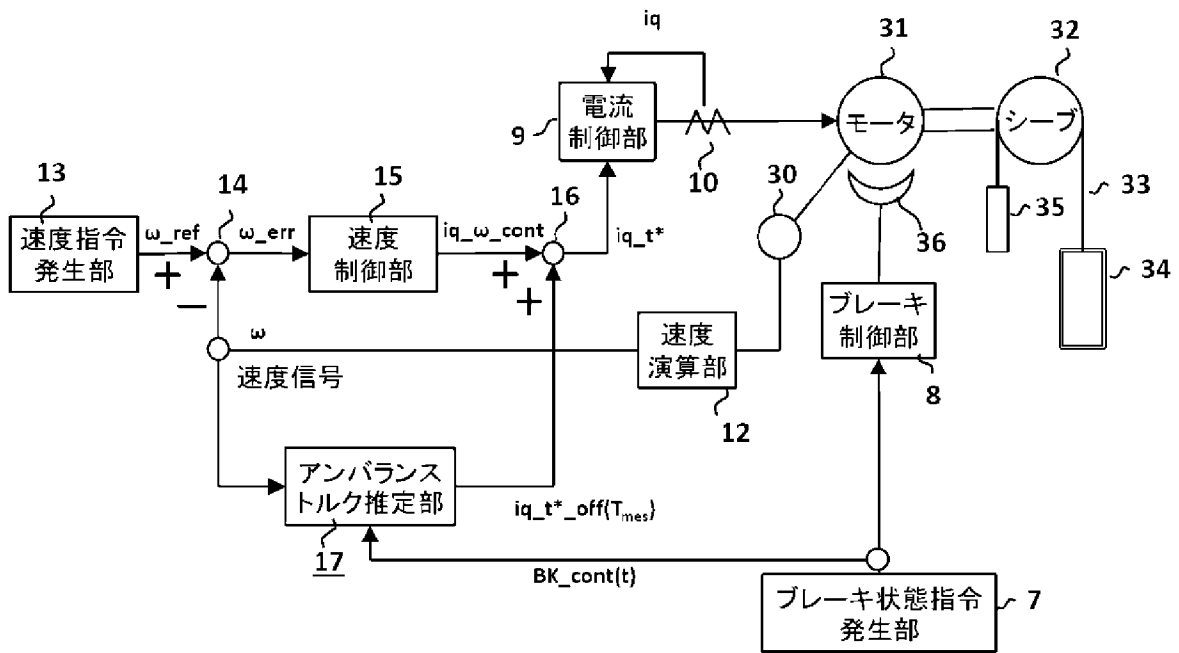 iq
31
32
電流
制御部
9
モータ
シーブ
10
13
14
15
16
30
33
35
36
速度指令
発生部
ω_ref
ω_err
速度
制御部
iq_ω_cont
iq_t*
34
+
−
+
+
ブレーキ
制御部
8
ω
速度信号
速度
演算部
12
アンバランス
トルク推定部
17
iq_t*_off(Tmes)
BK_cont(t)
ブレーキ状態指令
発生部
7